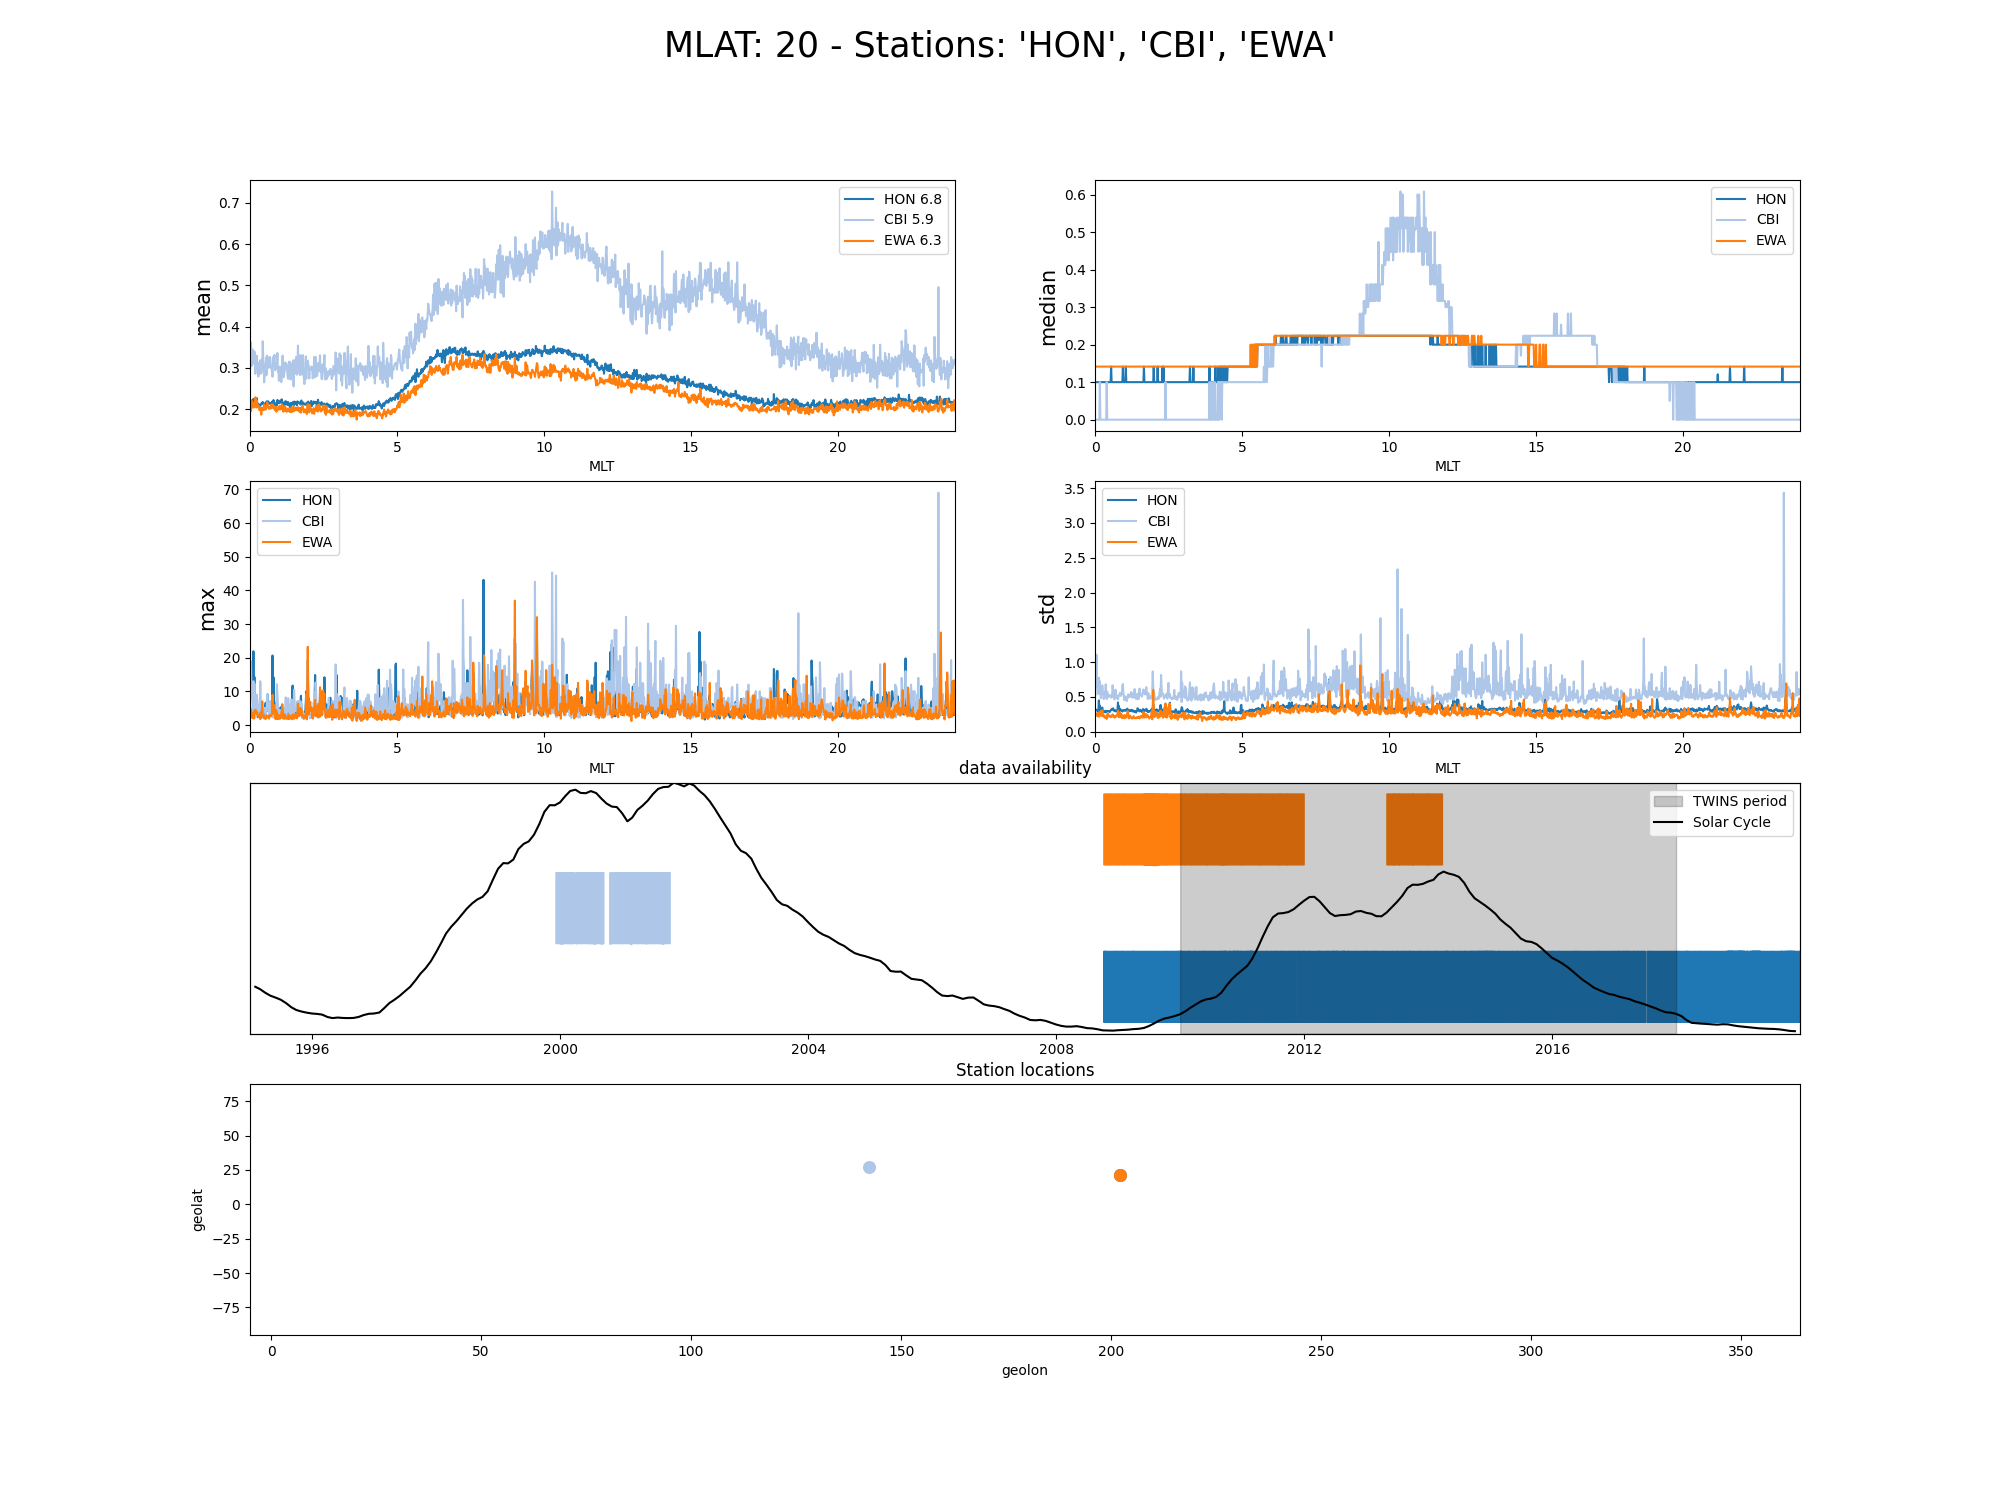 MLAT: 20 - Stations: 'HON', 'CBI', 'EWA'
mean
0.7
0.6
0.5
0.4
0.3
0.2
HON 6.8
CBI 5.9
EWA 6.3
0 5 10 15 20
MLT
median
0.6
0.5
0.4
0.3
0.2
0.1
0.0
HON
CBI
EWA
0 5 10 15 20
MLT
max
70
60
50
40
30
20
10
0
HON
CBI
EWA
0 5 10 15 20
MLT
std
3.5
3.0
2.5
2.0
1.5
1.0
0.5
0.0
HON
CBI
EWA
0 5 10 15 20
MLT
data availability
TWINS period
Solar Cycle
1996 2000 2004 2008 2012 2016
Station locations
geolat
75
50
25
0
−25
−50
−75
0 50 100 150 200 250 300 350
geolon